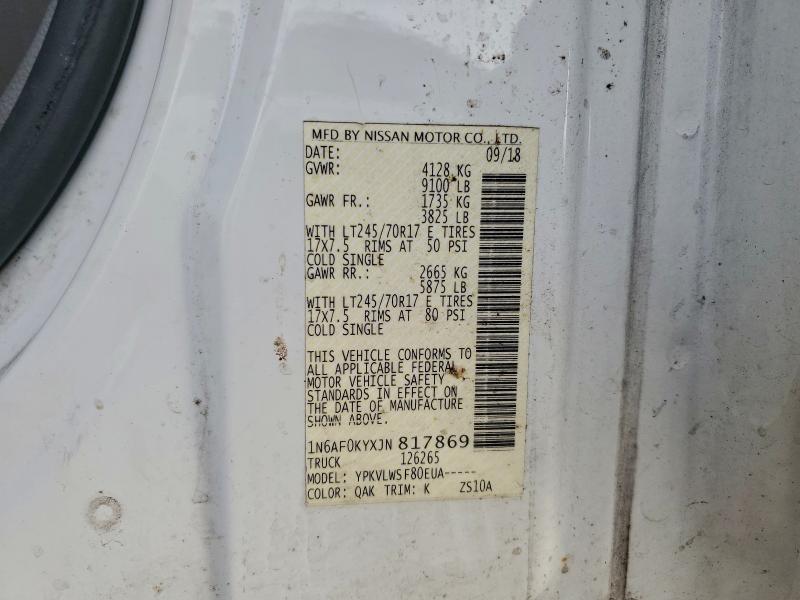 MFD BY NISSAN MOTOR CO., LTD.
DATE: 09/18
GVWR: 4128 KG
9100 LB
GAWR FR.: 1735 KG
3825 LB
WITH LT245/70R17 E TIRES
17X7.5 RIMS AT 50 PSI
COLD SINGLE
GAWR RR.: 2665 KG
5875 LB
WITH LT245/70R17 E TIRES
17X7.5 RIMS AT 80 PSI
COLD SINGLE
THIS VEHICLE CONFORMS TO
ALL APPLICABLE FEDERAL
MOTOR VEHICLE SAFETY
STANDARDS IN EFFECT ON
THE DATE OF MANUFACTURE
SHOWN ABOVE.
1N6AF0KYXJN817869
TRUCK 126265
MODEL: YPKVLWSF80EUA-----
COLOR: QAK TRIM: K ZS10A